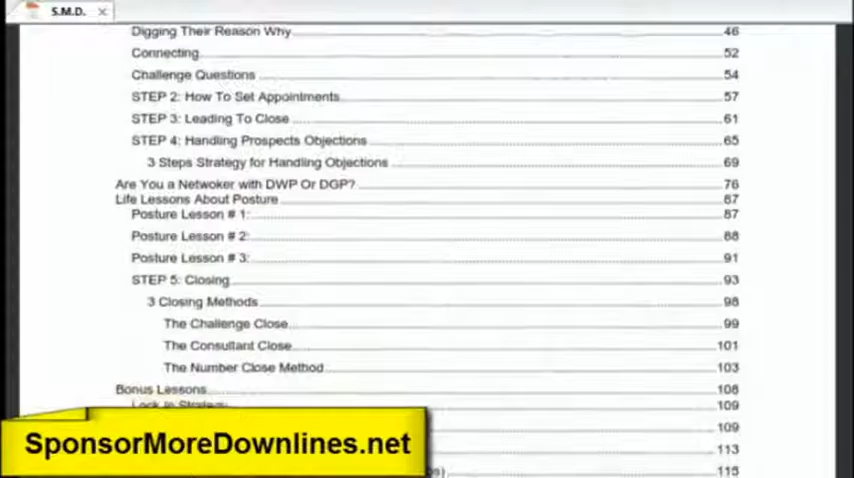 S.M.D.
Digging Their Reason Why 46
Connecting 52
Challenge Questions 54
STEP 2: How To Set Appointments 57
STEP 3: Leading To Close 61
STEP 4: Handling Prospects Objections 65
3 Steps Strategy for Handling Objections 69
Are You a Netwoker with DWP Or DGP? 76
Life Lessons About Posture 87
Posture Lesson # 1: 87
Posture Lesson # 2: 88
Posture Lesson # 3: 91
STEP 5: Closing 93
3 Closing Methods 98
The Challenge Close 99
The Consultant Close 101
The Number Close Method 103
Bonus Lessons 108
Lock In Strategy 109
109
113
115
SponsorMoreDownlines.net